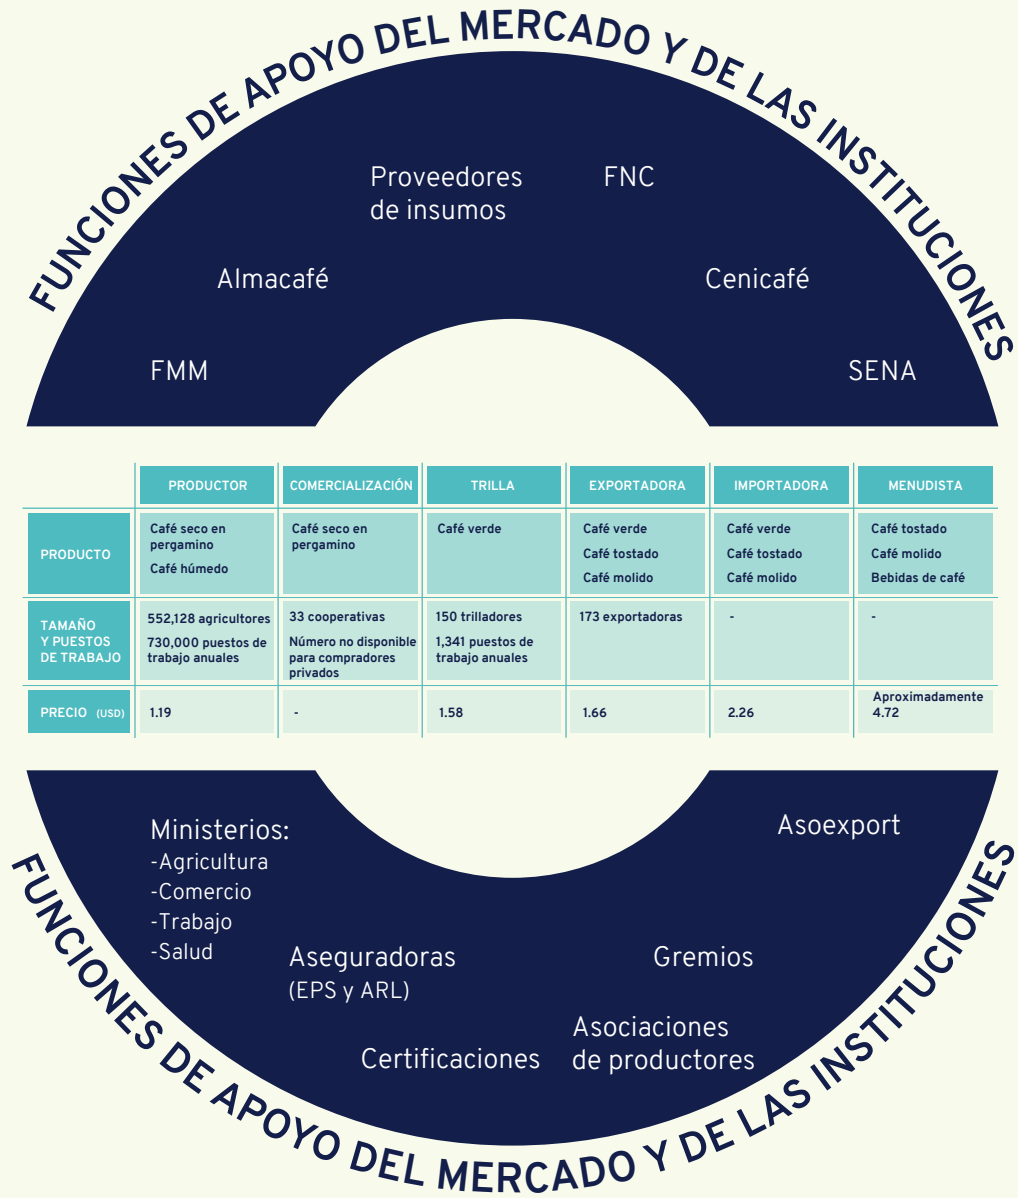 FUNCIONES DE APOYO DEL MERCADO Y DE LAS INSTITUCIONES
Proveedores
de insumos
FNC
Almacafé
Cenicafé
FMM
SENA
PRODUCTOR
COMERCIALIZACIÓN
TRILLA
EXPORTADORA
IMPORTADORA
MENUDISTA
PRODUCTO
Café seco en
pergamino
Café húmedo
Café seco en
pergamino
Café verde
Café verde
Café tostado
Café molido
Café verde
Café tostado
Café molido
Café tostado
Café molido
Bebidas de café
TAMAÑO
Y PUESTOS
DE TRABAJO
552,128 agricultores
730,000 puestos de
trabajo anuales
33 cooperativas
Número no disponible
para compradores
privados
150 trilladores
1,341 puestos de
trabajo anuales
173 exportadoras
-
-
PRECIO (USD)
1.19
-
1.58
1.66
2.26
Aproximadamente
4.72
Ministerios:
-Agricultura
-Comercio
-Trabajo
-Salud
Asoexport
Aseguradoras
(EPS y ARL)
Gremios
Certificaciones
Asociaciones
de productores
FUNCIONES DE APOYO DEL MERCADO Y DE LAS INSTITUCIONES